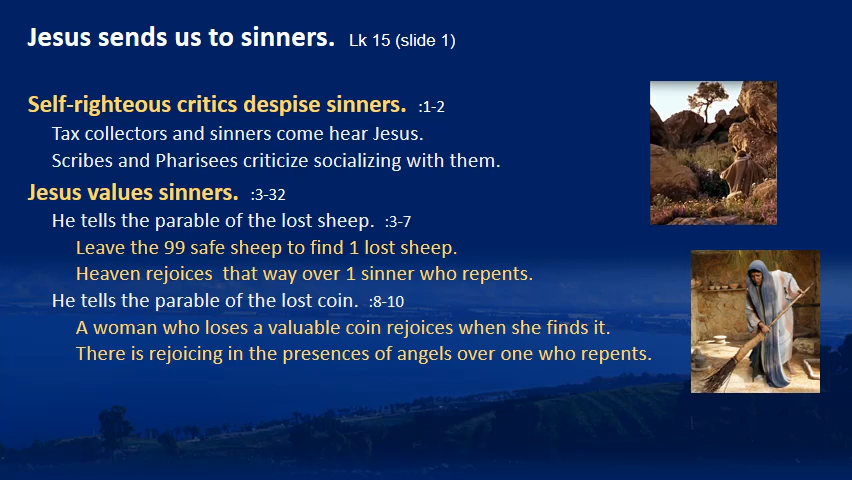 Jesus sends us to sinners. Lk 15 (slide 1)
Self-righteous critics despise sinners. :1-2
Tax collectors and sinners come hear Jesus.
Scribes and Pharisees criticize socializing with them.
Jesus values sinners. :3-32
He tells the parable of the lost sheep. :3-7
Leave the 99 safe sheep to find 1 lost sheep.
Heaven rejoices  that way over 1 sinner who repents.
He tells the parable of the lost coin. :8-10
A woman who loses a valuable coin rejoices when she finds it.
There is rejoicing in the presences of angels over one who repents.